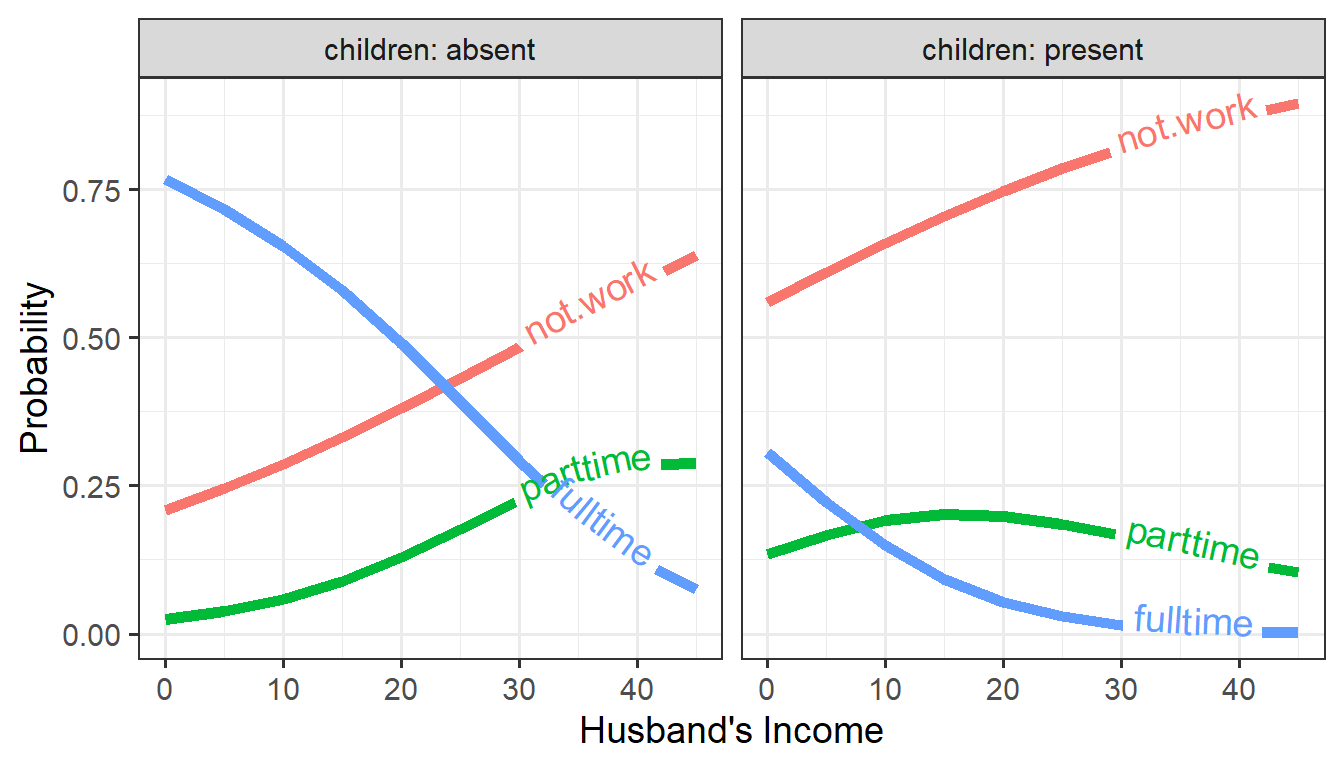 children: absent
children: present
Probability
0.75
0.50
0.25
0.00
not.work
parttime
fulltime
not.work
parttime
fulltime
0 10 20 30 40
0 10 20 30 40
Husband's Income